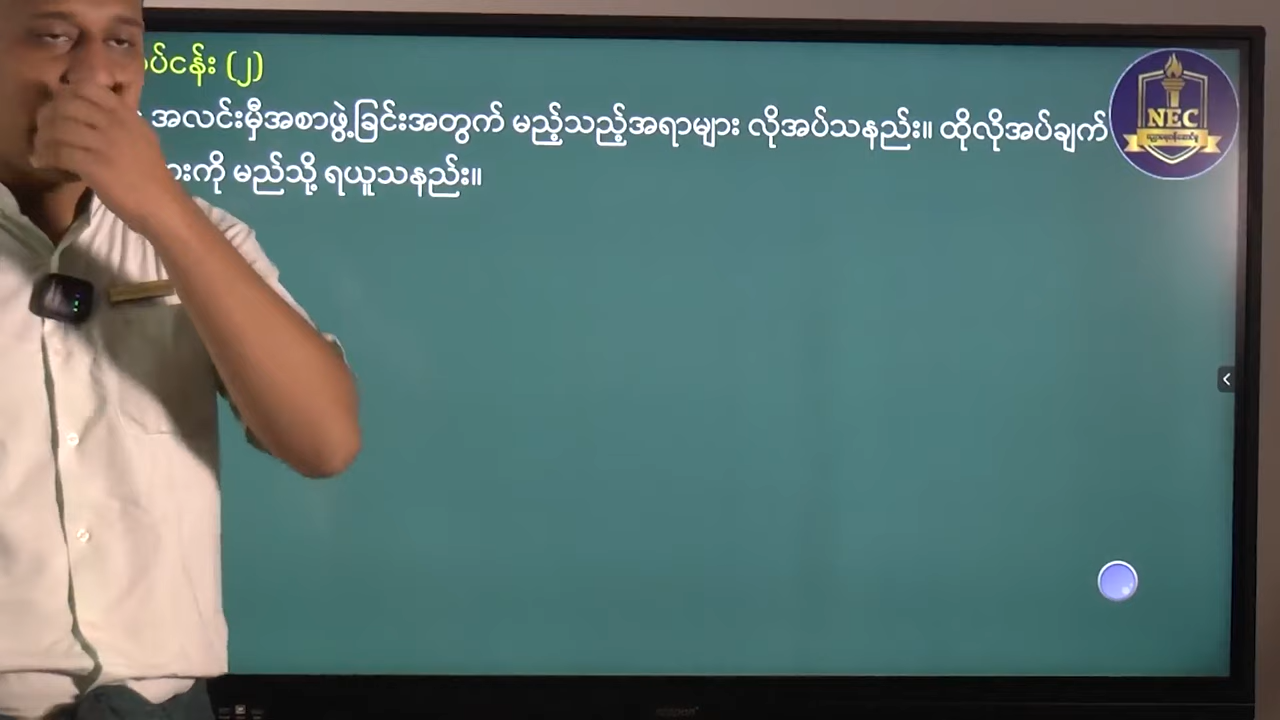 ပ်ငန်း (၂)
အလင်းမှီအစာဖွဲ့ခြင်းအတွက် မည့်သည့်အရာများ လိုအပ်သနည်း။ ထိုလိုအပ်ချက်
ားကို မည်သို့ ရယူသနည်း။
NEC